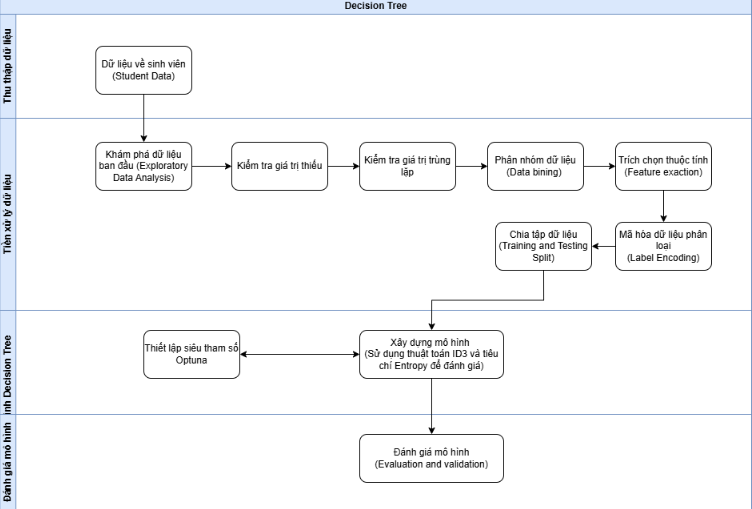 Decision Tree
Thu thập dữ liệu
Dữ liệu về sinh viên
(Student Data)
Tiền xử lý dữ liệu
Khám phá dữ liệu
ban đầu (Exploratory
Data Analysis)
Kiểm tra giá trị thiếu
Kiểm tra giá trị trùng
lặp
Phân nhóm dữ liệu
(Data bining)
Trích chọn thuộc tính
(Feature exaction)
Chia tập dữ liệu
(Training and Testing
Split)
Mã hóa dữ liệu phân
loại
(Label Encoding)
ình Decision Tree
Thiết lập siêu tham số
Optuna
Xây dựng mô hình
(Sử dụng thuật toán ID3 và tiêu
chí Entropy để đánh giá)
Đánh giá mô hình
Đánh giá mô hình
(Evaluation and validation)